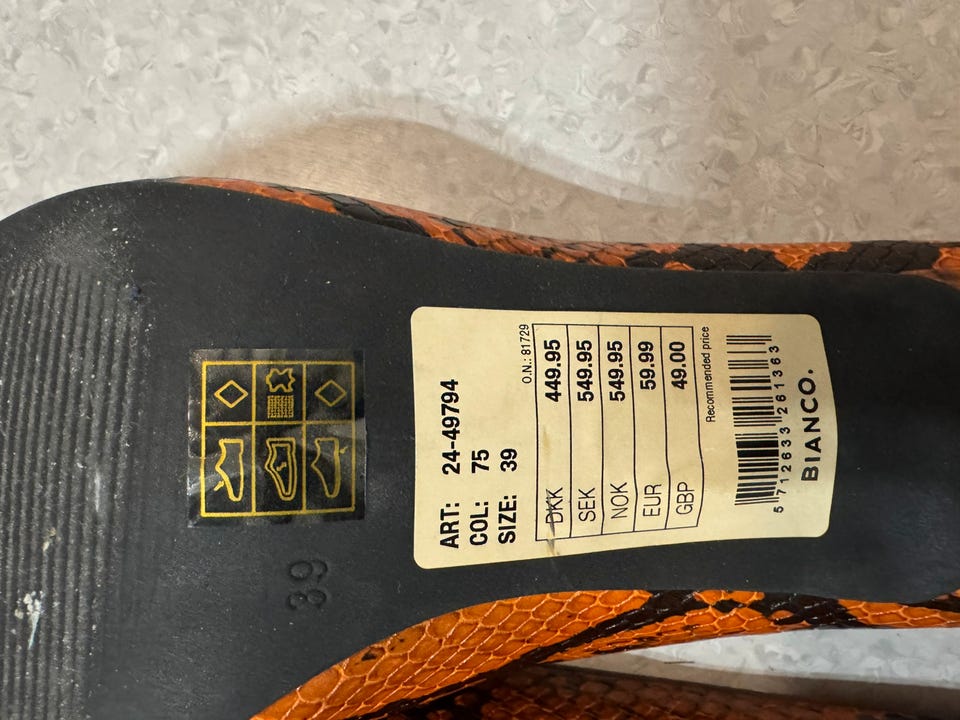 ART: 24-49794
COL: 75
SIZE: 39
O.N.: 81729
DKK 449.95
SEK 549.95
NOK 549.95
EUR 59.99
GBP 49.00
Recommended price
5 712633 261363
BIANCO.
39